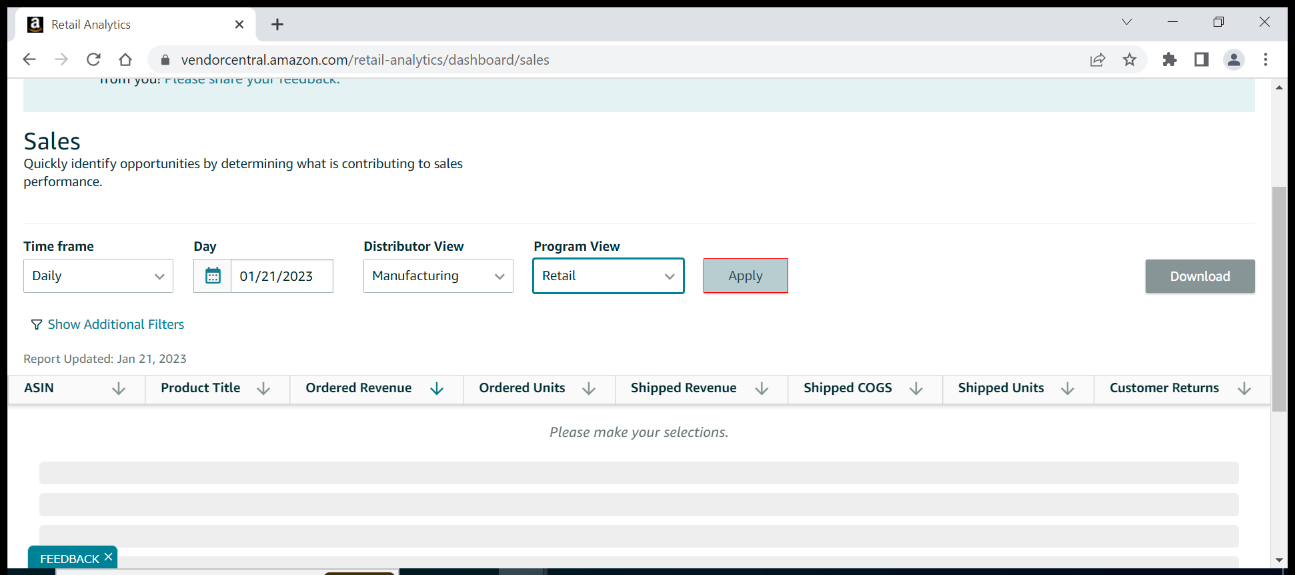 Retail Analytics
vendorcentral.amazon.com/retail-analytics/dashboard/sales
from you! Please share your feedback.
Sales
Quickly identify opportunities by determining what is contributing to sales
performance.
Time frame Day Distributor View Program View
Daily 01/21/2023 Manufacturing Retail Apply Download
Show Additional Filters
Report Updated: Jan 21, 2023
ASIN Product Title Ordered Revenue Ordered Units Shipped Revenue Shipped COGS Shipped Units Customer Returns
Please make your selections.
FEEDBACK